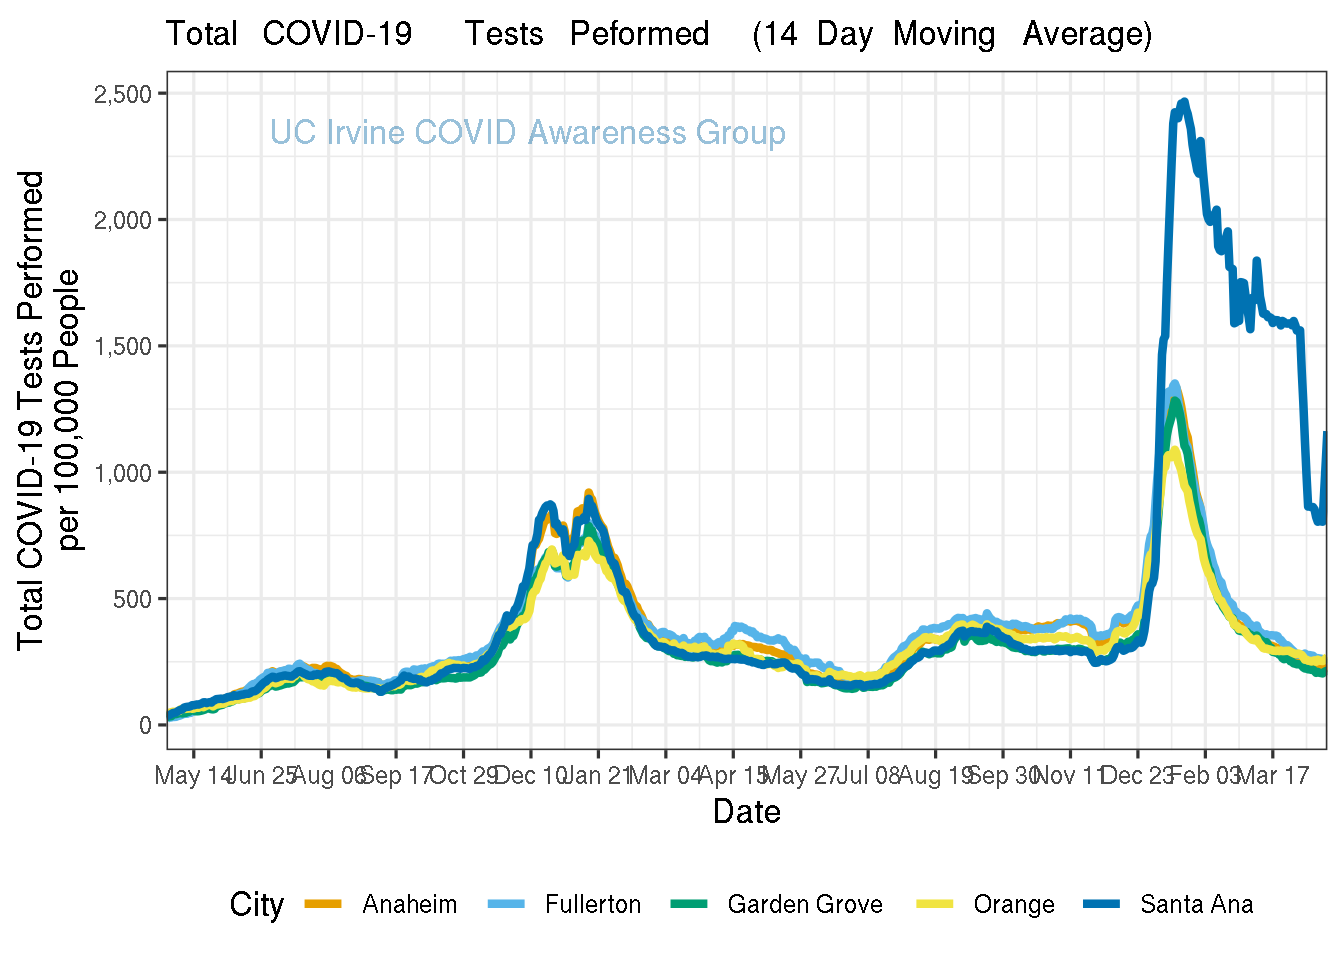 Total COVID-19 Tests Peformed (14 Day Moving Average)
UC Irvine COVID Awareness Group
Total COVID-19 Tests Performed
per 100,000 People
2,500
2,000
1,500
1,000
500
0
May 14 Jun 25 Aug 06 Sep 17 Oct 29 Dec 10 Jan 21 Mar 04 Apr 15 May 27 Jul 08 Aug 19 Sep 30 Nov 11 Dec 23 Feb 03 Mar 17
Date
City Anaheim Fullerton Garden Grove Orange Santa Ana